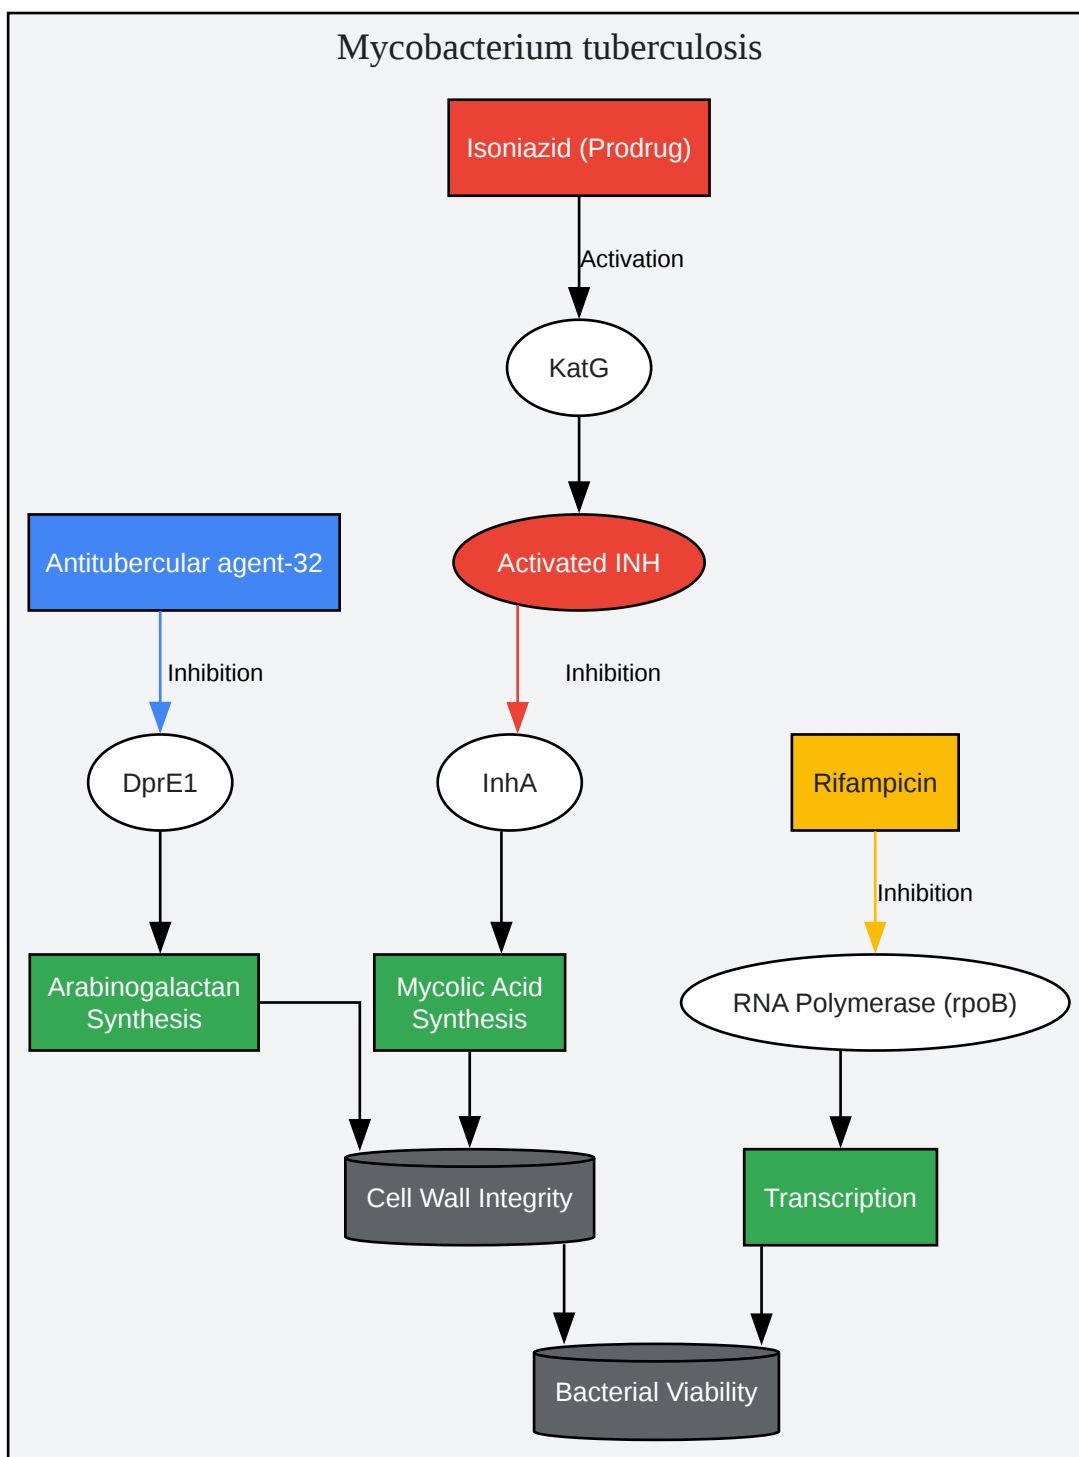 Mycobacterium tuberculosis
Isoniazid (Prodrug)
Activation
KatG
Antitubercular agent-32
Activated INH
Inhibition
Inhibition
DprE1
InhA
Rifampicin
Inhibition
Arabinogalactan
Synthesis
Mycolic Acid
Synthesis
RNA Polymerase (rpoB)
Cell Wall Integrity
Transcription
Bacterial Viability